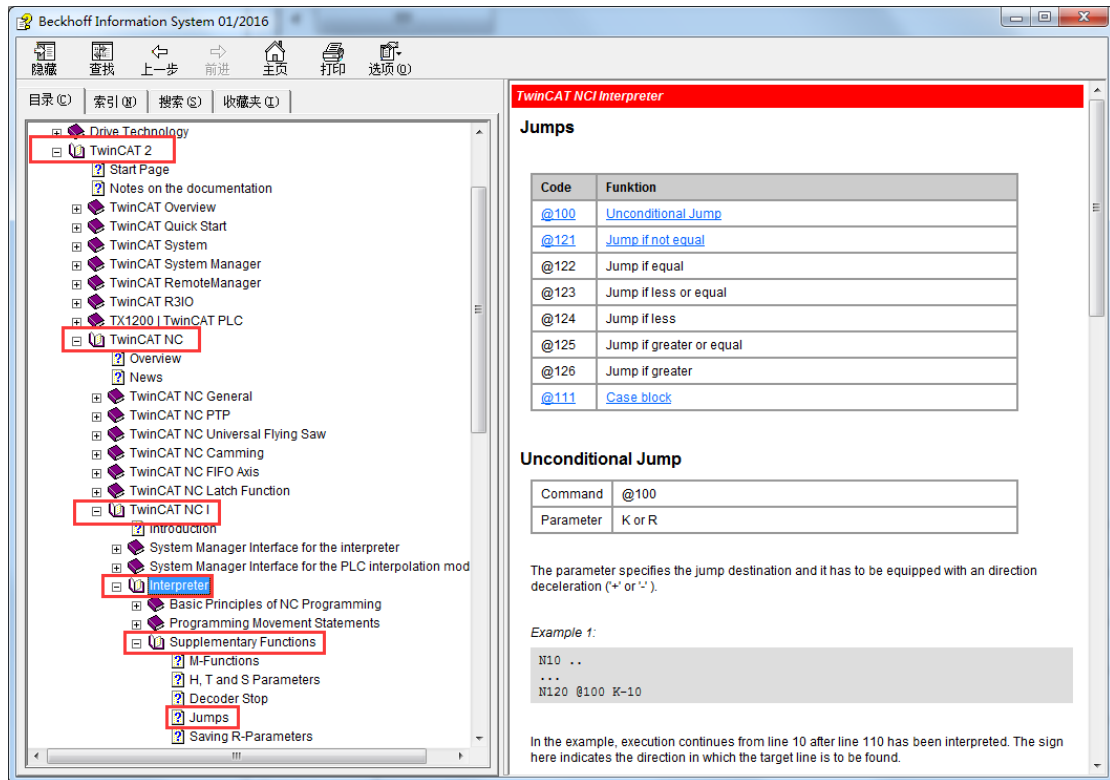 Beckhoff Information System 01/2016
隐藏 查找 上一步 前进 主页 打印 选项(O)
目录(C) 索引(N) 搜索(S) 收藏夹(I)
Drive Technology
TwinCAT 2
Start Page
Notes on the documentation
TwinCAT Overview
TwinCAT Quick Start
TwinCAT System
TwinCAT System Manager
TwinCAT RemoteManager
TwinCAT R3IO
TX1200 | TwinCAT PLC
TwinCAT NC
Overview
News
TwinCAT NC General
TwinCAT NC PTP
TwinCAT NC Universal Flying Saw
TwinCAT NC Camming
TwinCAT NC FIFO Axis
TwinCAT NC Latch Function
TwinCAT NC I
Introduction
System Manager Interface for the interpreter
System Manager Interface for the PLC interpolation mod
Interpreter
Basic Principles of NC Programming
Programming Movement Statements
Supplementary Functions
M-Functions
H, T and S Parameters
Decoder Stop
Jumps
Saving R-Parameters
TwinCAT NCI Interpreter
Jumps
Code Funktion
@100 Unconditional Jump
@121 Jump if not equal
@122 Jump if equal
@123 Jump if less or equal
@124 Jump if less
@125 Jump if greater or equal
@126 Jump if greater
@111 Case block
Unconditional Jump
Command @100
Parameter K or R
The parameter specifies the jump destination and it has to be equipped with an direction
deceleration ('+' or '-' ).
Example 1:
N10 ..
...
N120 @100 K-10
In the example, execution continues from line 10 after line 110 has been interpreted. The sign
here indicates the direction in which the target line is to be found.